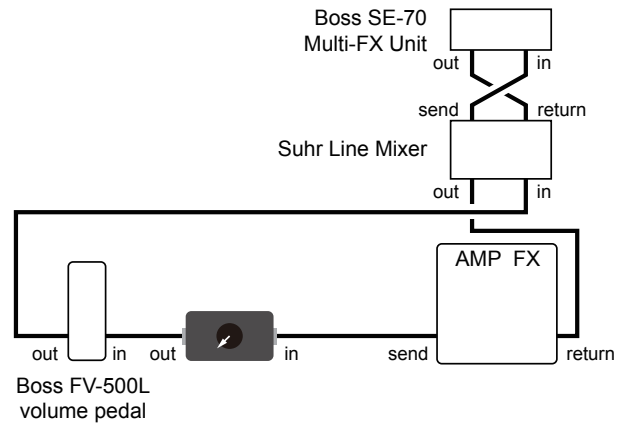 Boss SE-70
Multi-FX Unit
out in
send return
Suhr Line Mixer
out in
AMP FX
out in out in send return
Boss FV-500L
volume pedal